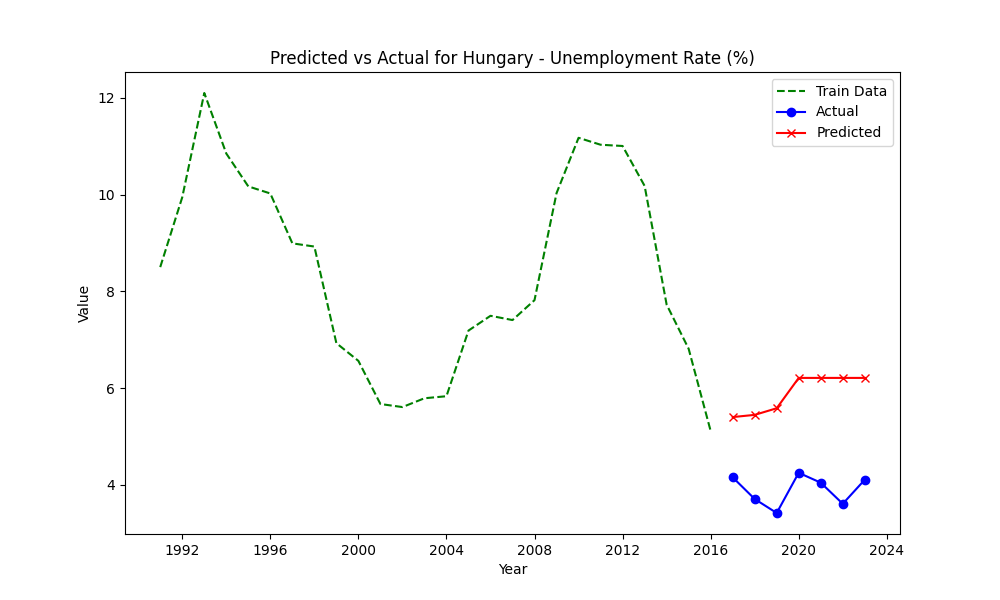 Predicted vs Actual for Hungary - Unemployment Rate (%)
Train Data
Actual
Predicted
12
10
8
6
4
Value
1992 1996 2000 2004 2008 2012 2016 2020 2024
Year